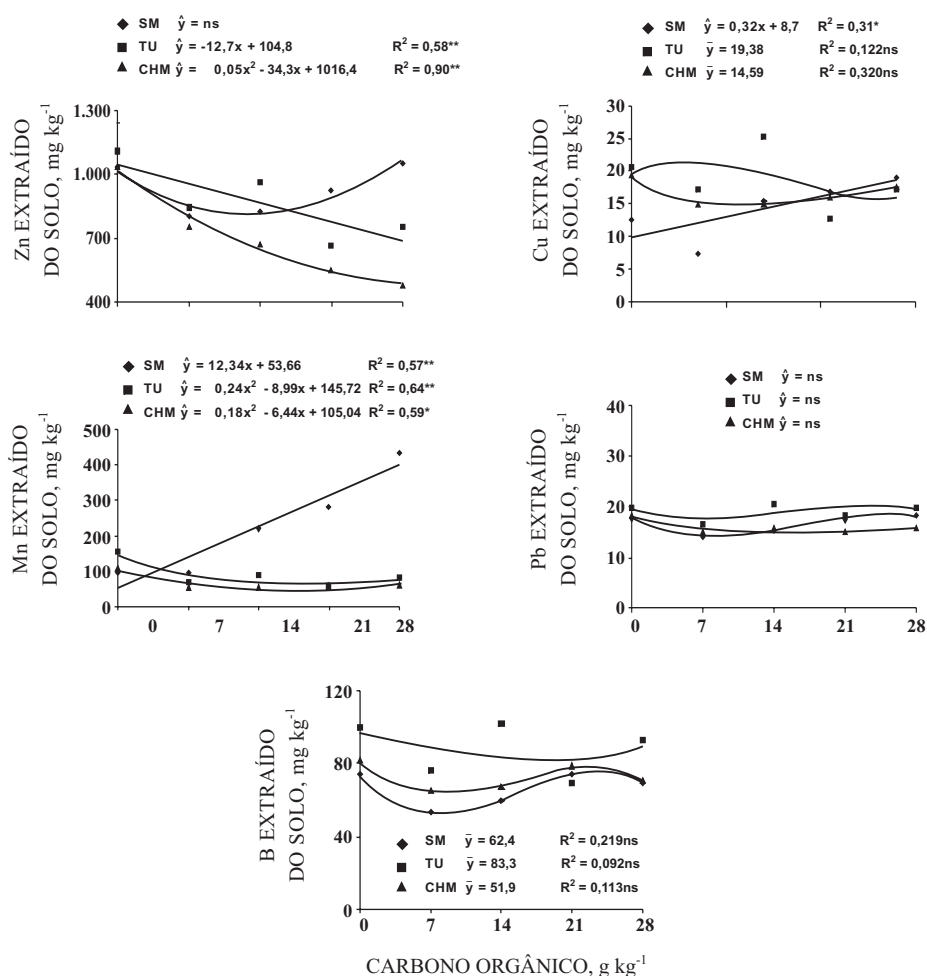 SM ŷ = ns
TU ŷ = -12,7x + 104,8 R² = 0,58**
CHM ŷ = 0,05x² - 34,3x + 1016,4 R² = 0,90**
Zn EXTRAÍDO
DO SOLO, mg kg⁻¹
1.300
1.000
700
400
SM ŷ = 0,32x + 8,7 R² = 0,31*
TU ȳ = 19,38 R² = 0,122ns
CHM ȳ = 14,59 R² = 0,320ns
Cu EXTRAÍDO
DO SOLO, mg kg⁻¹
30
25
20
15
10
5
0
0 7 14 21 28
SM ŷ = 12,34x + 53,66 R² = 0,57**
TU ŷ = 0,24x² - 8,99x + 145,72 R² = 0,64**
CHM ŷ = 0,18x² - 6,44x + 105,04 R² = 0,59*
Mn EXTRAÍDO
DO SOLO, mg kg⁻¹
500
400
300
200
100
0
0 7 14 21 28
SM ŷ = ns
TU ŷ = ns
CHM ŷ = ns
Pb EXTRAÍDO
DO SOLO, mg kg⁻¹
40
30
20
10
0
0 7 14 21 28
B EXTRAÍDO
DO SOLO, mg kg⁻¹
120
80
40
0
SM ȳ = 62,4 R² = 0,219ns
TU ȳ = 83,3 R² = 0,092ns
CHM ȳ = 51,9 R² = 0,113ns
0 7 14 21 28
CARBONO ORGÂNICO, g kg⁻¹